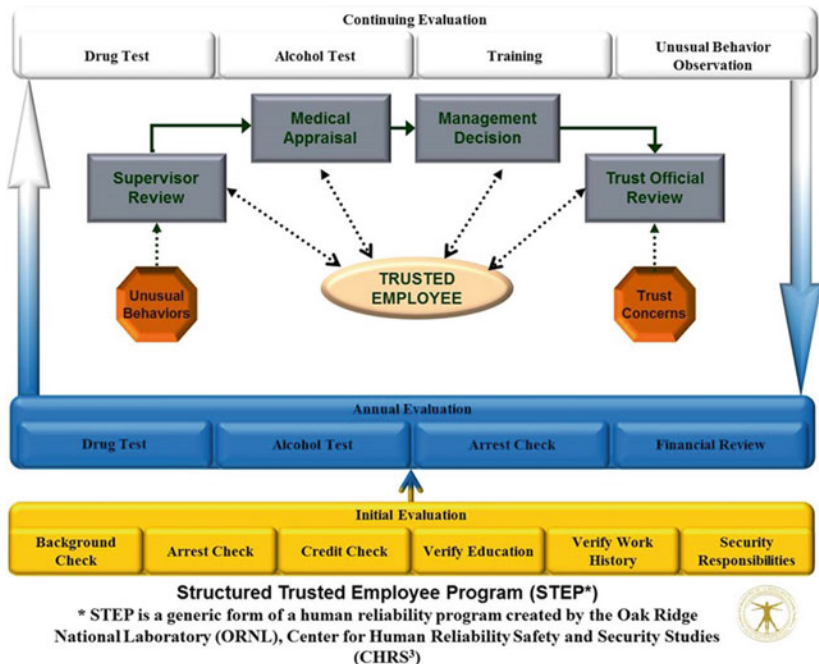 Continuing Evaluation
Drug Test
Alcohol Test
Training
Unusual Behavior
Observation
Medical
Appraisal
Management
Decision
Supervisor
Review
Trust Official
Review
Unusual
Behaviors
TRUSTED
EMPLOYEE
Trust
Concerns
Annual Evaluation
Drug Test
Alcohol Test
Arrest Check
Financial Review
Initial Evaluation
Background
Check
Arrest Check
Credit Check
Verify Education
Verify Work
History
Security
Responsibilities
Structured Trusted Employee Program (STEP*)
* STEP is a generic form of a human reliability program created by the Oak Ridge
National Laboratory (ORNL), Center for Human Reliability Safety and Security Studies
(CHRS³)